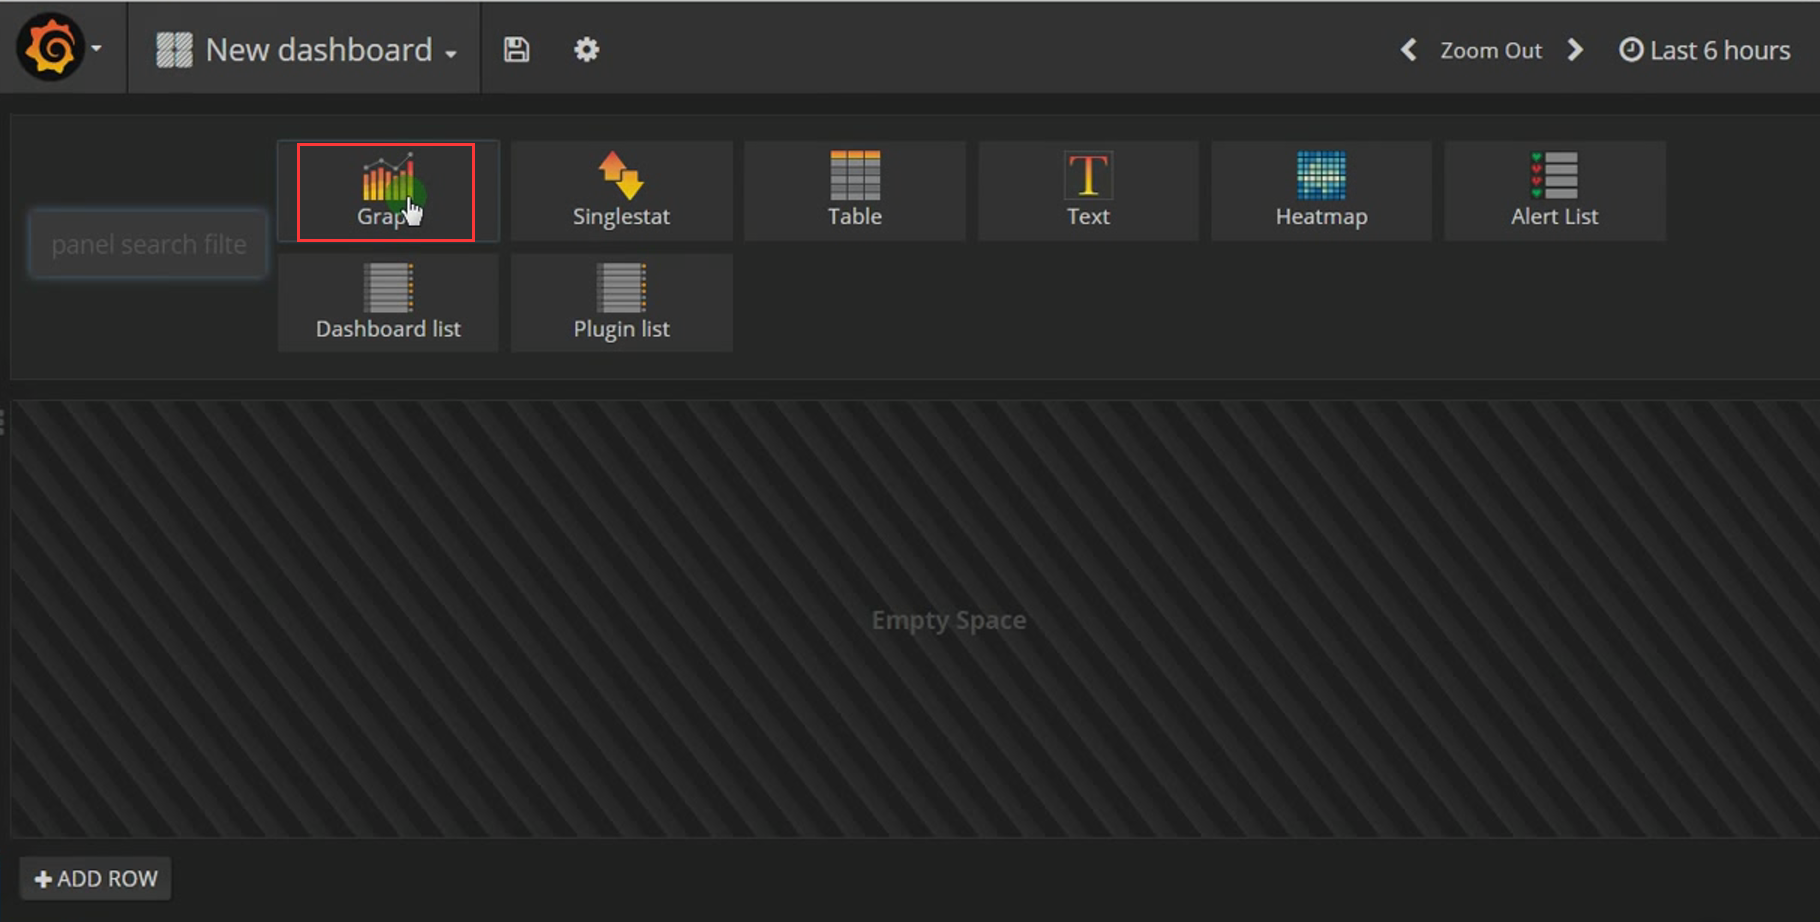 New dashboard
Zoom Out
Last 6 hours
panel search filte
Grap
Singlestat
Table
Text
Heatmap
Alert List
Dashboard list
Plugin list
Empty Space
ADD ROW